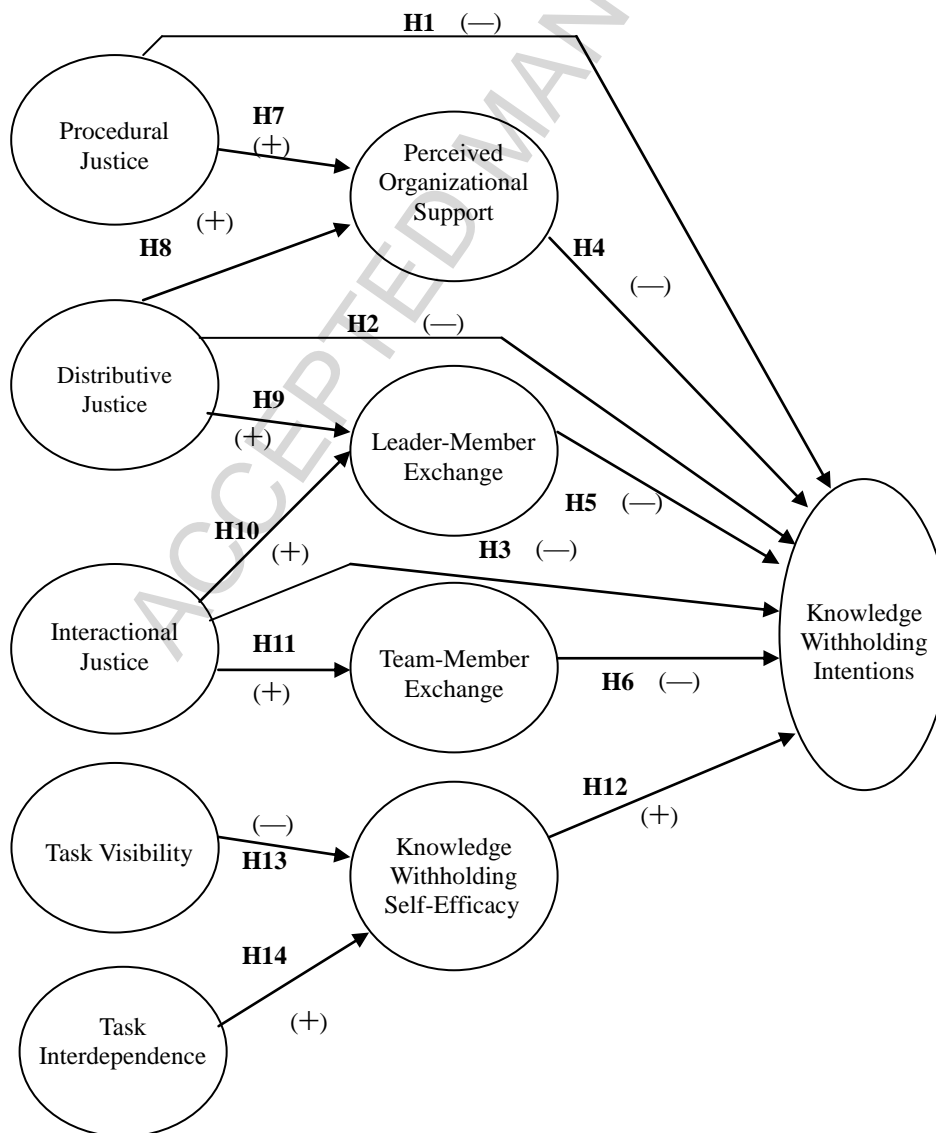 H1 (—)
ACCEPTED MAN
H7
(+)
Procedural
Justice
Perceived
Organizational
Support
(+)
H8
H4
(—)
H2 (—)
Distributive
Justice
H9
(+)
Leader-Member
Exchange
H5 (—)
H10
(+)
H3 (—)
Interactional
Justice
H11
(+)
Team-Member
Exchange
H6 (—)
Knowledge
Withholding
Intentions
H12
(+)
Task Visibility
(—)
H13
Knowledge
Withholding
Self-Efficacy
H14
(+)
Task
Interdependence